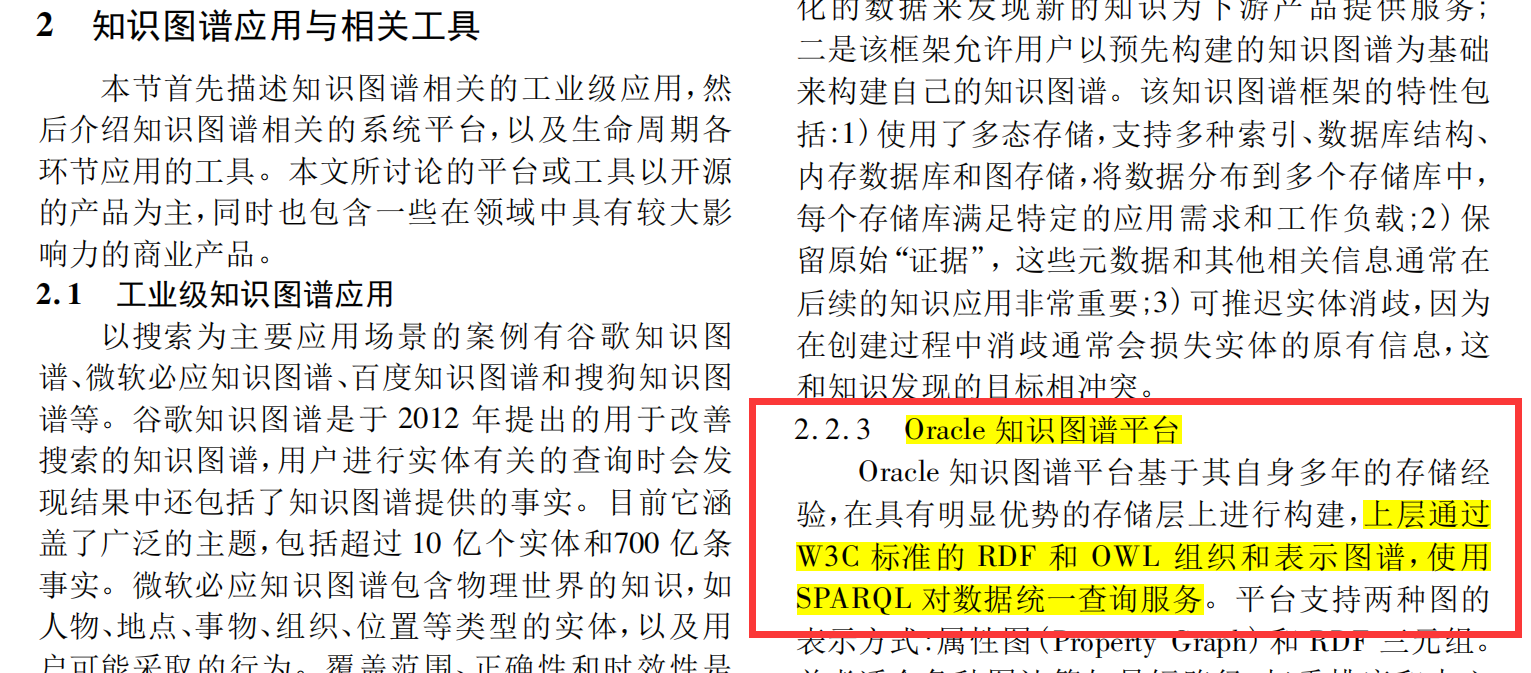 2 知识图谱应用与相关工具
本节首先描述知识图谱相关的工业级应用,然
后介绍知识图谱相关的系统平台,以及生命周期各
环节应用的工具。本文所讨论的平台或工具以开源
的产品为主,同时也包含一些在领域中具有较大影
响力的商业产品。
2.1 工业级知识图谱应用
以搜索为主要应用场景的案例有谷歌知识图
谱、微软必应知识图谱、百度知识图谱和搜狗知识图
谱等。谷歌知识图谱是于 2012 年提出的用于改善
搜索的知识图谱,用户进行实体有关的查询时会发
现结果中还包括了知识图谱提供的事实。目前它涵
盖了广泛的主题,包括超过 10 亿个实体和700 亿条
事实。微软必应知识图谱包含物理世界的知识,如
人物、地点、事物、组织、位置等类型的实体,以及用
户可能采取的行为。覆盖范围、正确性和时效性是
化的数据来发现新的知识为下游产品提供服务;
二是该框架允许用户以预先构建的知识图谱为基础
来构建自己的知识图谱。该知识图谱框架的特性包
括:1)使用了多态存储,支持多种索引、数据库结构、
内存数据库和图存储,将数据分布到多个存储库中,
每个存储库满足特定的应用需求和工作负载;2)保
留原始“证据”,这些元数据和其他相关信息通常在
后续的知识应用非常重要;3)可推迟实体消歧,因为
在创建过程中消歧通常会损失实体的原有信息,这
和知识发现的目标相冲突。
2.2.3 Oracle 知识图谱平台
Oracle 知识图谱平台基于其自身多年的存储经
验,在具有明显优势的存储层上进行构建,上层通过
W3C 标准的 RDF 和 OWL 组织和表示图谱,使用
SPARQL 对数据统一查询服务。平台支持两种图的
表示方式:属性图(Property Graph)和 RDF 三元组。